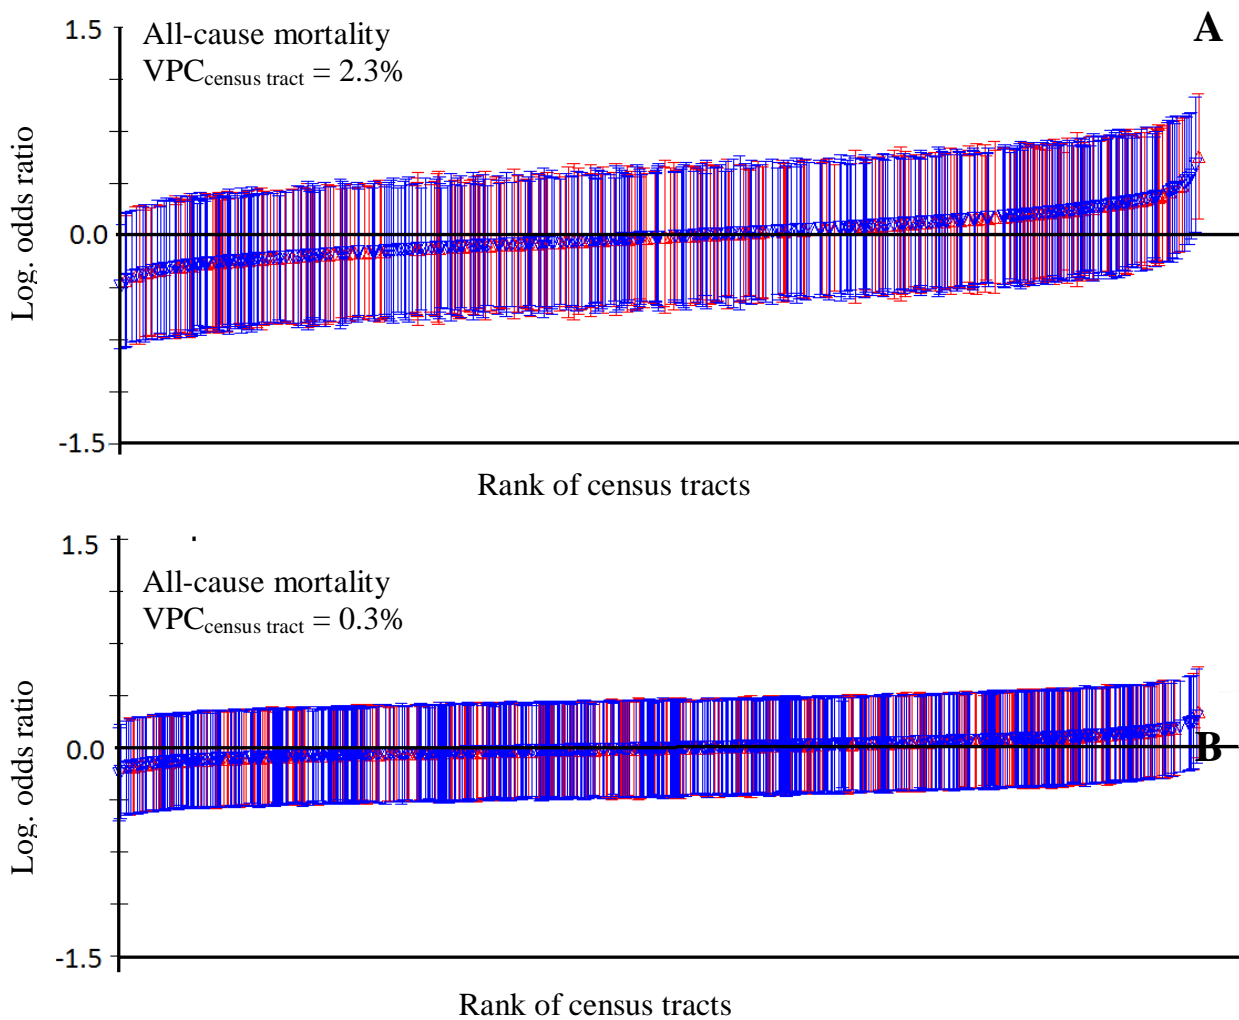 A
1.5
All-cause mortality
VPCcensus tract = 2.3%
Log. odds ratio
0.0
-1.5
Rank of census tracts
1.5
All-cause mortality
VPCcensus tract = 0.3%
Log. odds ratio
0.0
B
-1.5
Rank of census tracts